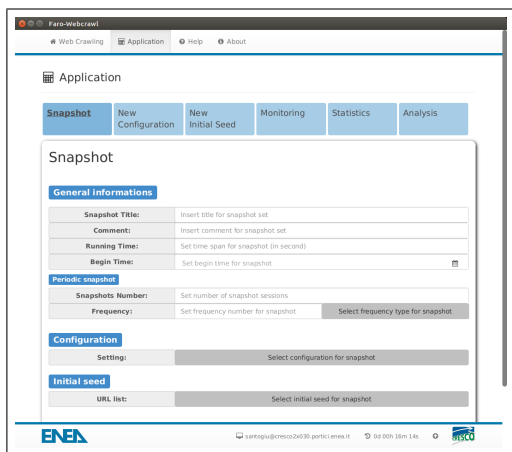 Faro-Webcrawl
Web Crawling Application Help About
Application
Snapshot New Configuration New Initial Seed Monitoring Statistics Analysis
Snapshot
General informations
Snapshot Title: Insert title for snapshot set
Comment: Insert comment for snapshot set
Running Time: Set time span for snapshot (in second)
Begin Time: Set begin time for snapshot
Periodic snapshot
Snapshots Number: Set number of snapshot sessions
Frequency: Set frequency number for snapshot Select frequency type for snapshot
Configuration
Setting: Select configuration for snapshot
Initial seed
URL list: Select initial seed for snapshot
ENEA santogiu@cresco2x030.portici.enea.it 0d 00h 16m 14s